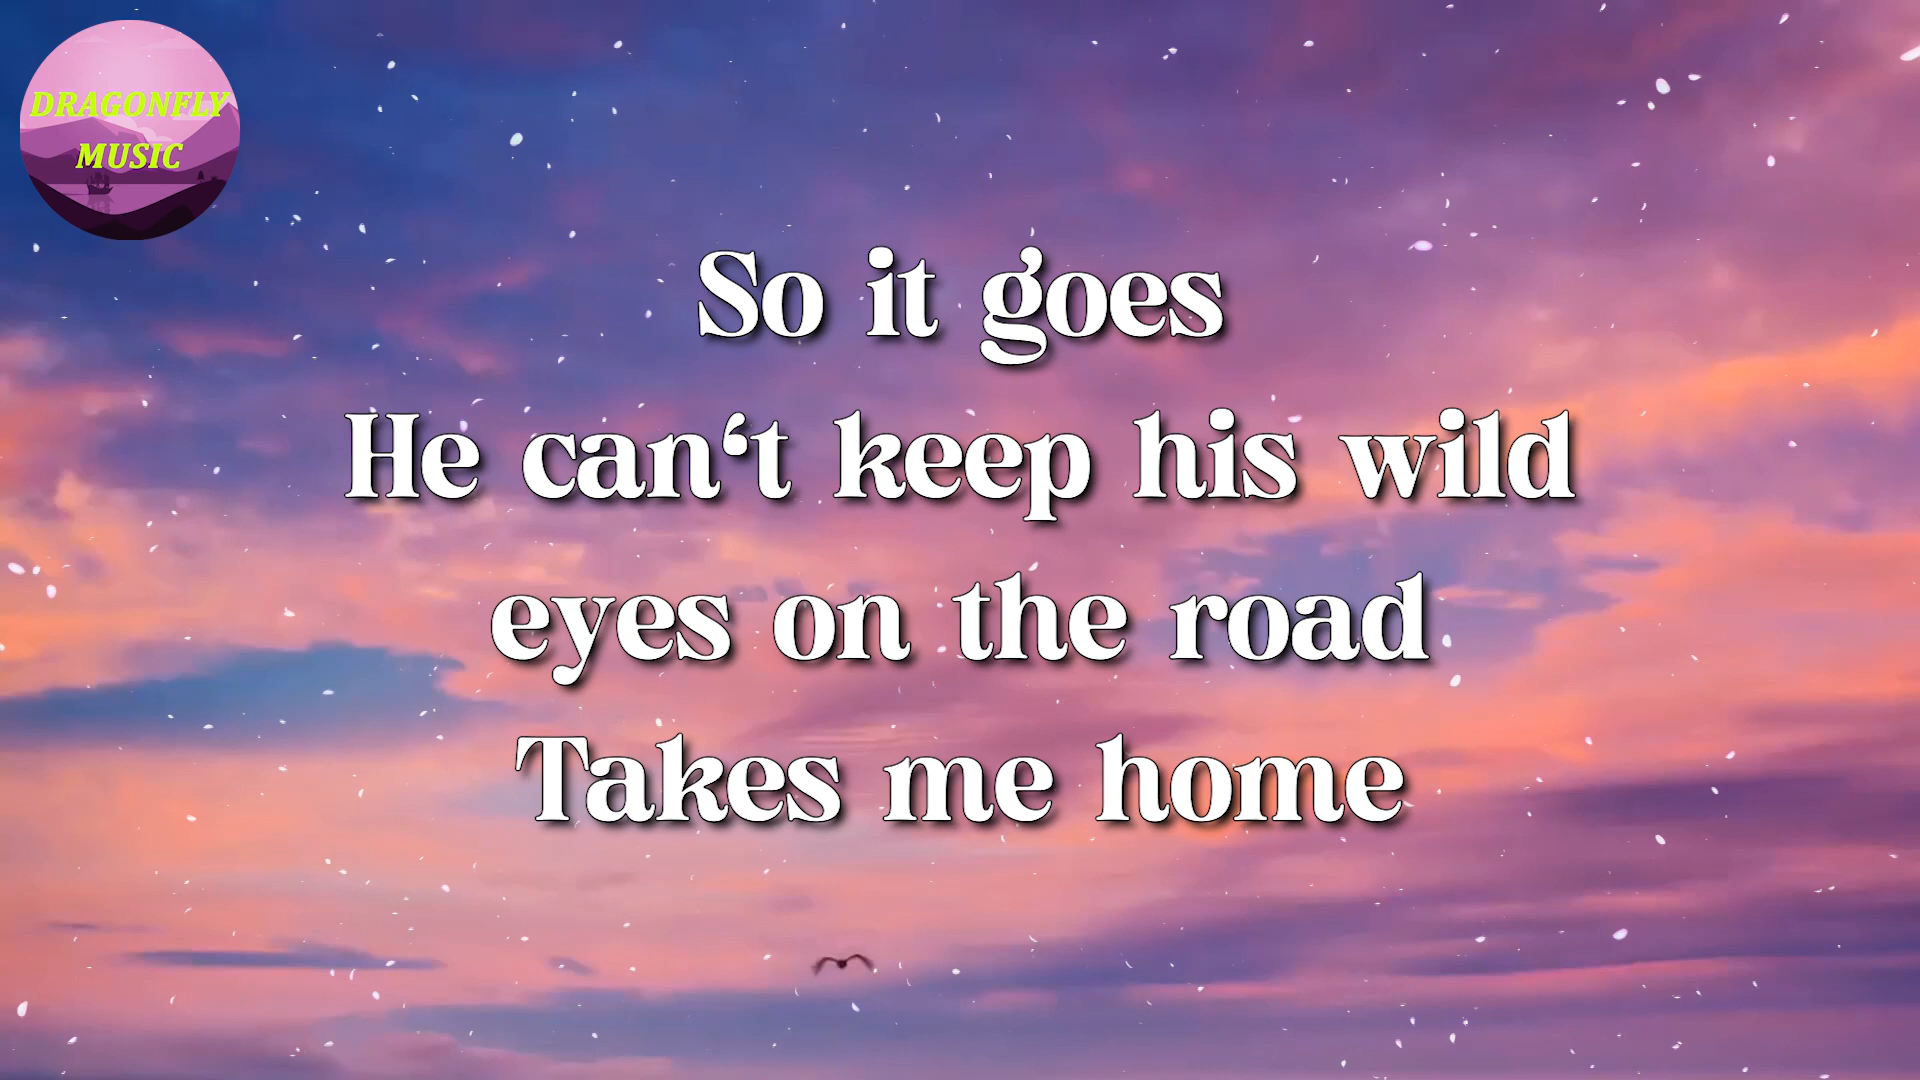 DRAGONFLY
MUSIC
So it goes
He can‘t keep his wild
eyes on the road
Takes me home